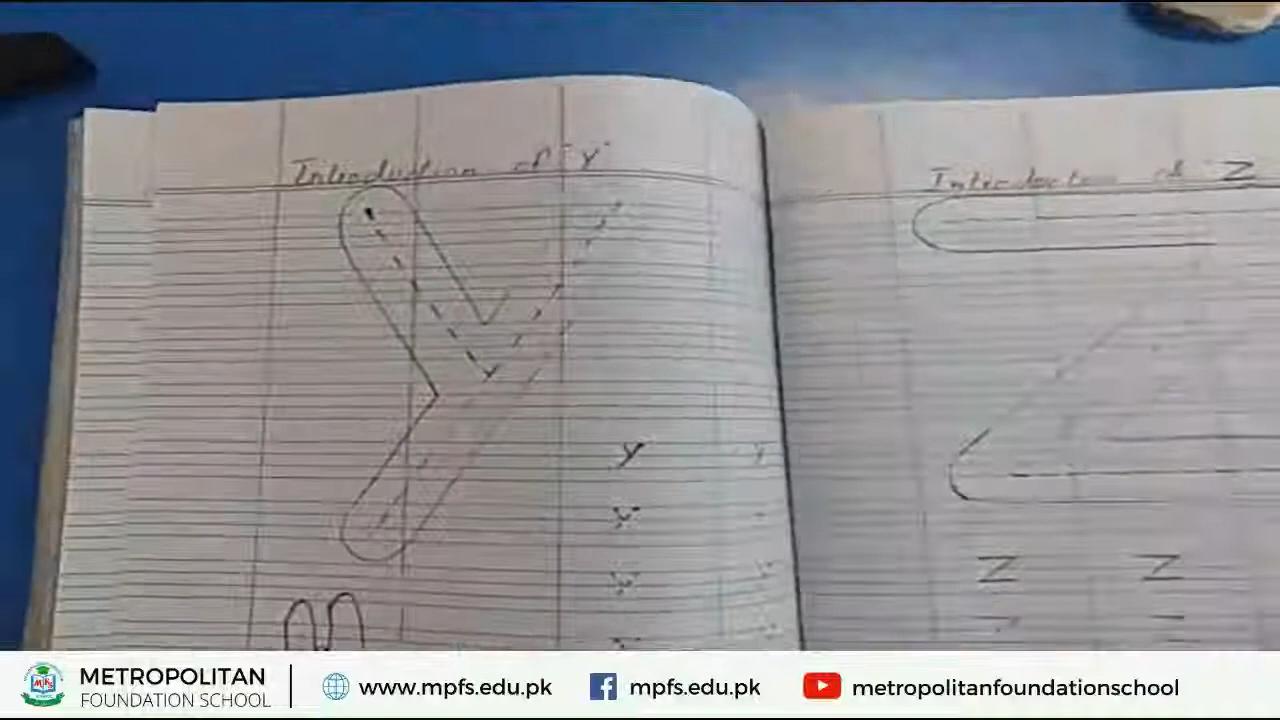 Introduction of "y"
y y
y
y
y
Introduction of Z
Z Z
Z Z
METROPOLITAN
FOUNDATION SCHOOL
www.mpfs.edu.pk
mpfs.edu.pk
metropolitanfoundationschool